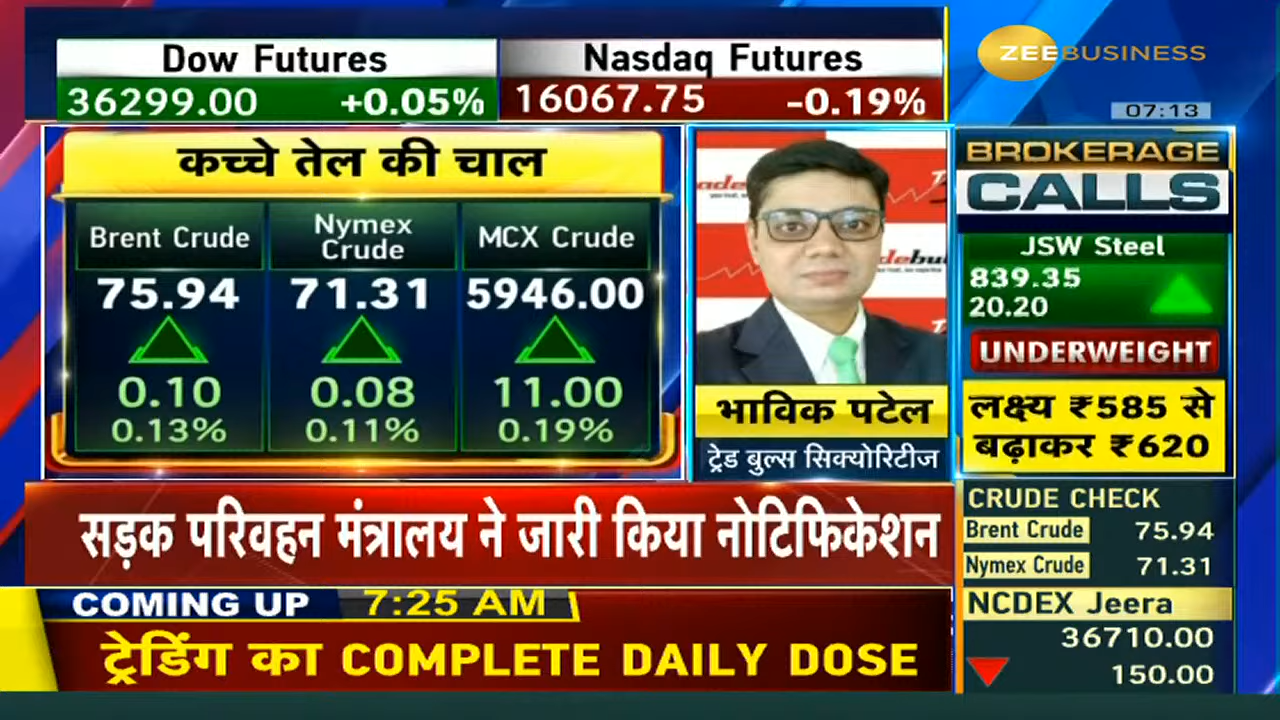 Dow Futures
36299.00 +0.05%
Nasdaq Futures
16067.75 -0.19%
ZEEBUSINESS
07:13
कच्चे तेल की चाल
Brent Crude
75.94
0.10
0.13%
Nymex
Crude
71.31
0.08
0.11%
MCX Crude
5946.00
11.00
0.19%
भाविक पटेल
ट्रेड बुल्स सिक्योरिटीज
BROKERAGE
CALLS
JSW Steel
839.35
20.20
UNDERWEIGHT
लक्ष्य ₹585 से
बढ़ाकर ₹620
सड़क परिवहन मंत्रालय ने जारी किया नोटिफिकेशन
COMING UP 7:25 AM
ट्रेडिंग का COMPLETE DAILY DOSE
CRUDE CHECK
Brent Crude 75.94
Nymex Crude 71.31
NCDEX Jeera
36710.00
150.00